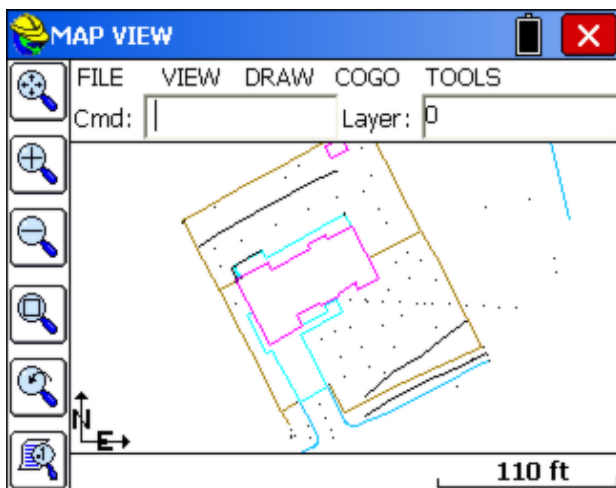 MAP VIEW
FILE VIEW DRAW COGO TOOLS
Cmd: Layer: 0
N
E
110 ft